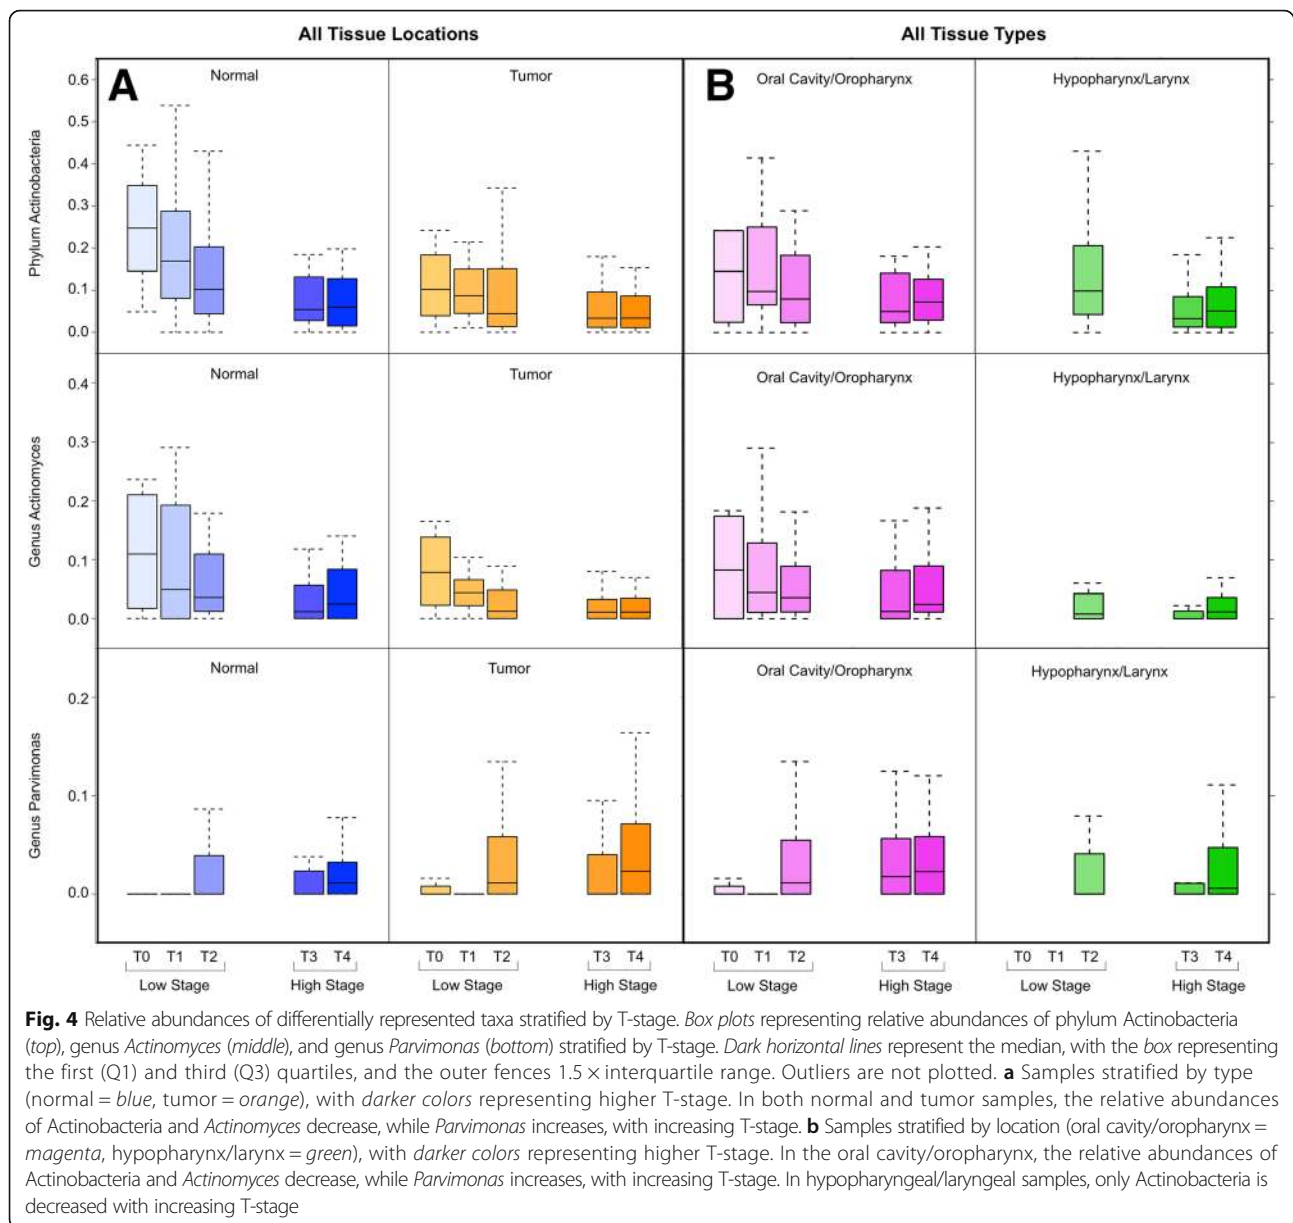 All Tissue Locations
All Tissue Types
A
Normal
Tumor
B
Oral Cavity/Oropharynx
Hypopharynx/Larynx
Phylum Actinobacteria
0.6
0.5
0.4
0.3
0.2
0.1
0.0
Normal
Tumor
Oral Cavity/Oropharynx
Hypopharynx/Larynx
Genus Actinomyces
0.4
0.3
0.2
0.1
0.0
Normal
Tumor
Oral Cavity/Oropharynx
Hypopharynx/Larynx
Genus Parvimonas
0.2
0.1
0.0
T0 T1 T2 T3 T4 T0 T1 T2 T3 T4 T0 T1 T2 T3 T4 T0 T1 T2 T3 T4
Low Stage High Stage Low Stage High Stage Low Stage High Stage Low Stage High Stage
Fig. 4 Relative abundances of differentially represented taxa stratified by T-stage. Box plots representing relative abundances of phylum Actinobacteria
(top), genus Actinomyces (middle), and genus Parvimonas (bottom) stratified by T-stage. Dark horizontal lines represent the median, with the box representing
the first (Q1) and third (Q3) quartiles, and the outer fences 1.5 × interquartile range. Outliers are not plotted. a Samples stratified by type
(normal = blue, tumor = orange), with darker colors representing higher T-stage. In both normal and tumor samples, the relative abundances
of Actinobacteria and Actinomyces decrease, while Parvimonas increases, with increasing T-stage. b Samples stratified by location (oral cavity/oropharynx =
magenta, hypopharynx/larynx = green), with darker colors representing higher T-stage. In the oral cavity/oropharynx, the relative abundances of
Actinobacteria and Actinomyces decrease, while Parvimonas increases, with increasing T-stage. In hypopharyngeal/laryngeal samples, only Actinobacteria is
decreased with increasing T-stage